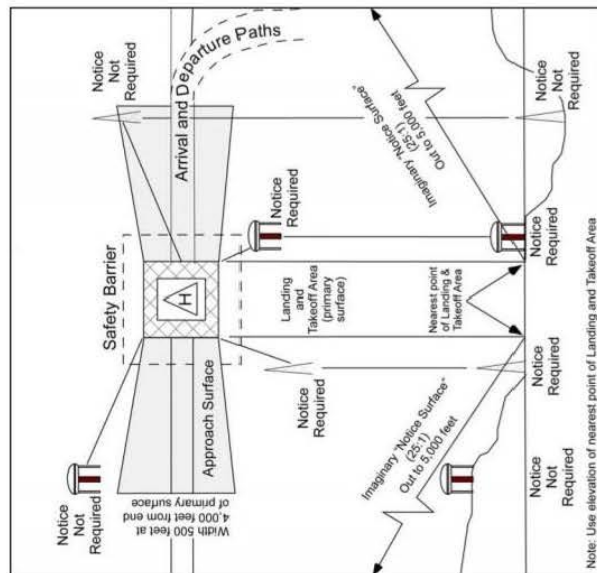 Safety Barrier
Notice
Not
Required
Notice
Not
Required
Width 500 feet at
4,000 feet from end
of primary surface
Approach Surface
H
Arrival and Departure Paths
Notice
Required
Notice
Required
Landing
and
Takeoff Area
(primary
surface)
Imaginary "Notice Surface"
(25:1)
Out to 5,000 feet
Nearest point
of Landing &
Takeoff Area
Imaginary "Notice Surface"
(25:1)
Out to 5,000 feet
Notice
Not
Required
Notice
Required
Notice
Required
Notice
Not
Required
Note: Use elevation of nearest point of Landing and Takeoff Area